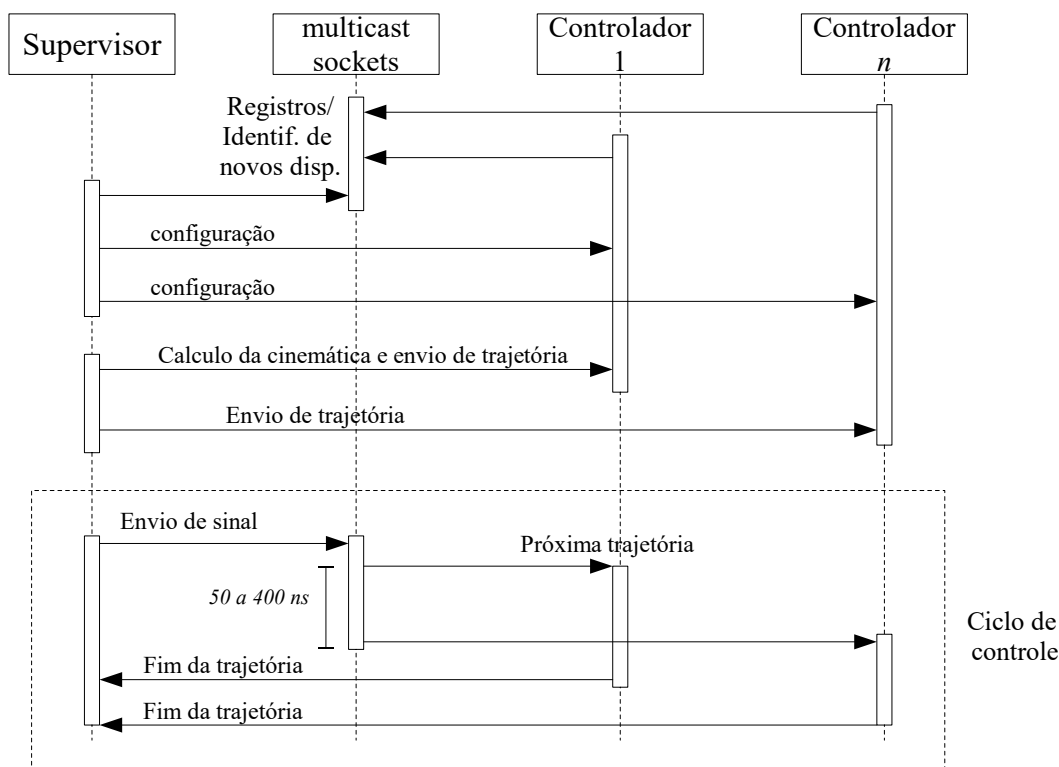 Supervisor
multicast
sockets
Controlador
1
Controlador
n
Registros/
Identif. de
novos disp.
configuração
configuração
Calculo da cinemática e envio de trajetória
Envio de trajetória
Envio de sinal
Próxima trajetória
50 a 400 ns
Ciclo de
controle
Fim da trajetória
Fim da trajetória